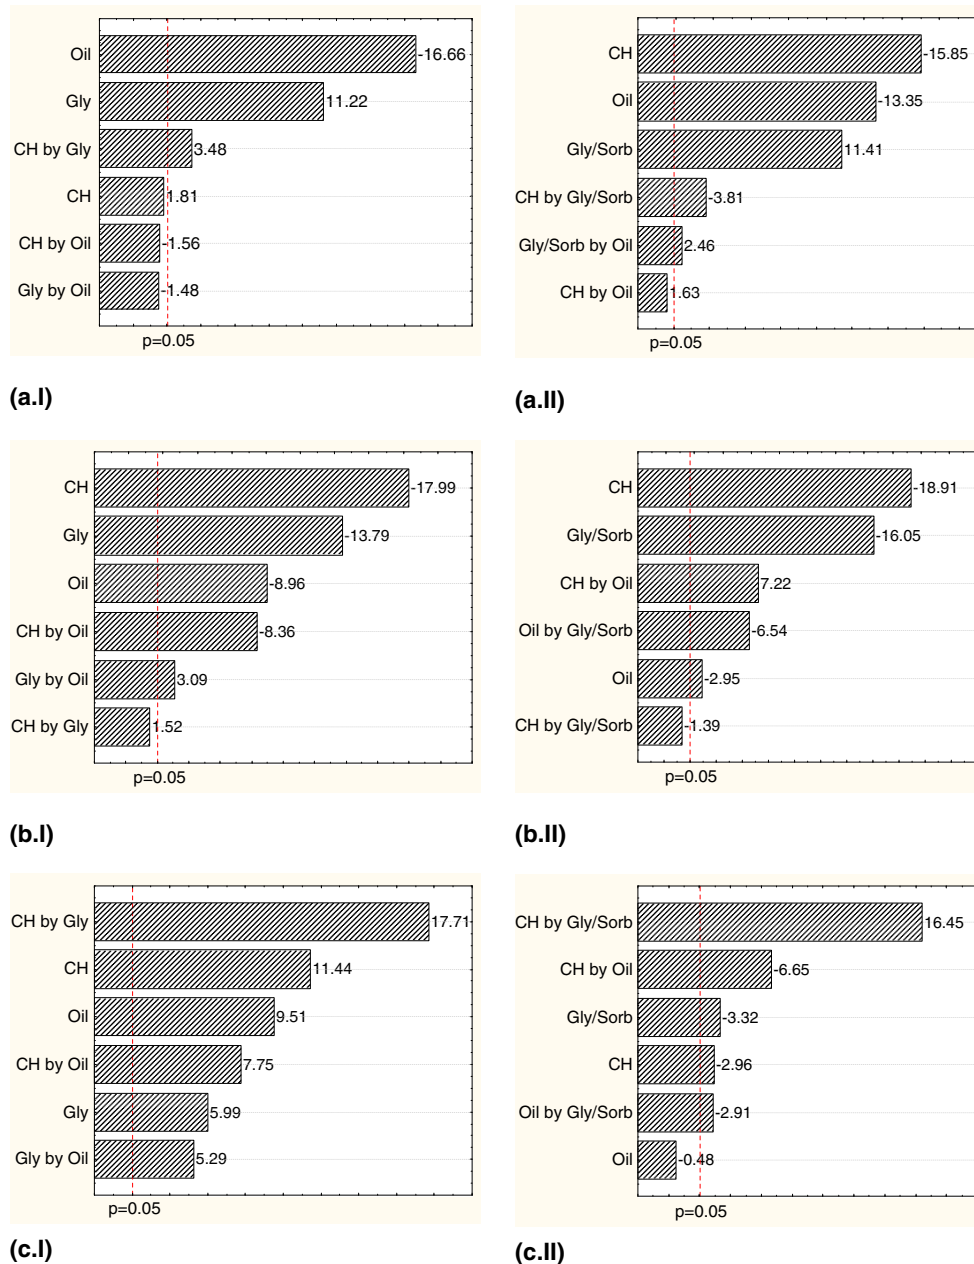 Oil -16.66
Gly 11.22
CH by Gly 3.48
CH 1.81
CH by Oil -1.56
Gly by Oil -1.48
p=0.05
(a.I)
CH -15.85
Oil -13.35
Gly/Sorb 11.41
CH by Gly/Sorb -3.81
Gly/Sorb by Oil 2.46
CH by Oil 1.63
p=0.05
(a.II)
CH -17.99
Gly -13.79
Oil -8.96
CH by Oil -8.36
Gly by Oil 3.09
CH by Gly 1.52
p=0.05
(b.I)
CH -18.91
Gly/Sorb -16.05
CH by Oil 7.22
Oil by Gly/Sorb -6.54
Oil -2.95
CH by Gly/Sorb -1.39
p=0.05
(b.II)
CH by Gly 17.71
CH 11.44
Oil 9.51
CH by Oil 7.75
Gly 5.99
Gly by Oil 5.29
p=0.05
(c.I)
CH by Gly/Sorb 16.45
CH by Oil -6.65
Gly/Sorb -3.32
CH -2.96
Oil by Gly/Sorb -2.91
Oil -0.48
p=0.05
(c.II)